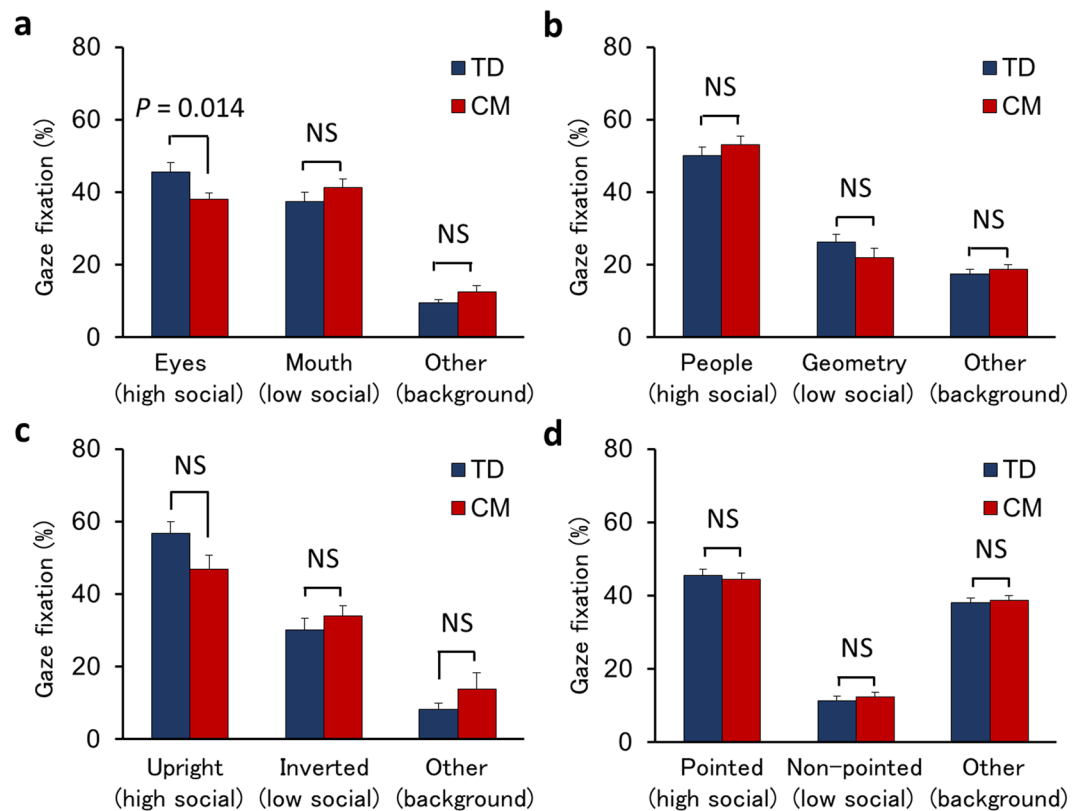 a
80
60
40
20
0
Gaze fixation (%)
TD
CM
P = 0.014
NS
NS
Eyes
(high social)
Mouth
(low social)
Other
(background)
b
80
60
40
20
0
Gaze fixation (%)
TD
CM
NS
NS
NS
People
(high social)
Geometry
(low social)
Other
(background)
c
80
60
40
20
0
Gaze fixation (%)
TD
CM
NS
NS
NS
Upright
(high social)
Inverted
(low social)
Other
(background)
d
80
60
40
20
0
Gaze fixation (%)
TD
CM
NS
NS
NS
Pointed
(high social)
Non-pointed
(low social)
Other
(background)